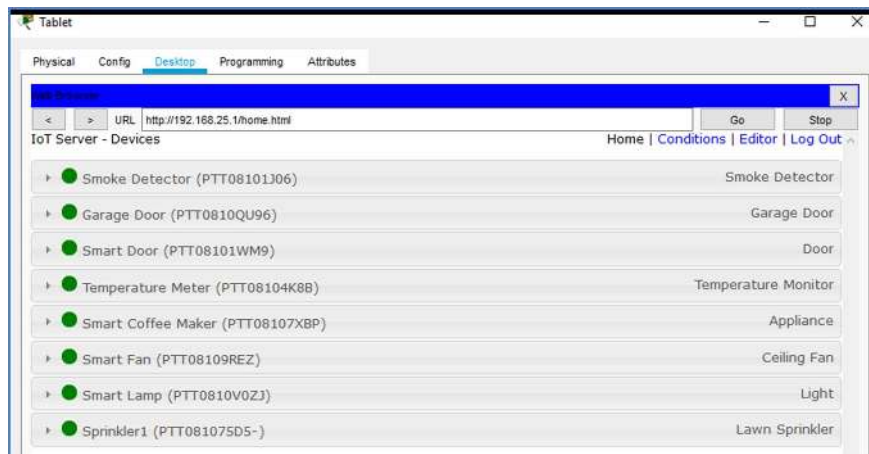 Tablet
Physical Config Desktop Programming Attributes
Web Browser X
< > URL http://192.168.25.1/home.html Go Stop
IoT Server - Devices Home | Conditions | Editor | Log Out
Smoke Detector (PTT08101J06) Smoke Detector
Garage Door (PTT0810QU96) Garage Door
Smart Door (PTT08101WM9) Door
Temperature Meter (PTT08104K8B) Temperature Monitor
Smart Coffee Maker (PTT08107XBP) Appliance
Smart Fan (PTT08109REZ) Ceiling Fan
Smart Lamp (PTT0810V0ZJ) Light
Sprinkler1 (PTT081075D5-) Lawn Sprinkler